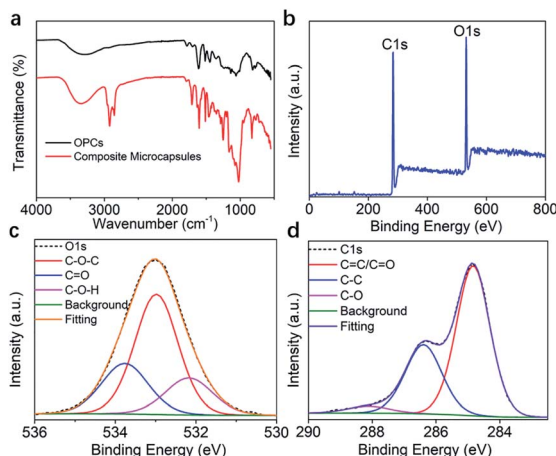 a
Transmittance (%)
OPCs
Composite Microcapsules
4000 3000 2000 1000
Wavenumber (cm⁻¹)
b
C1s
O1s
Intensity (a.u.)
0 200 400 600 800
Binding Energy (eV)
c
O1s
C-O-C
C=O
C-O-H
Background
Fitting
Intensity (a.u.)
536 534 532 530
Binding Energy (eV)
d
C1s
C=C/C=O
C-C
C-O
Background
Fitting
Intensity (a.u.)
290 288 286 284
Binding Energy (eV)